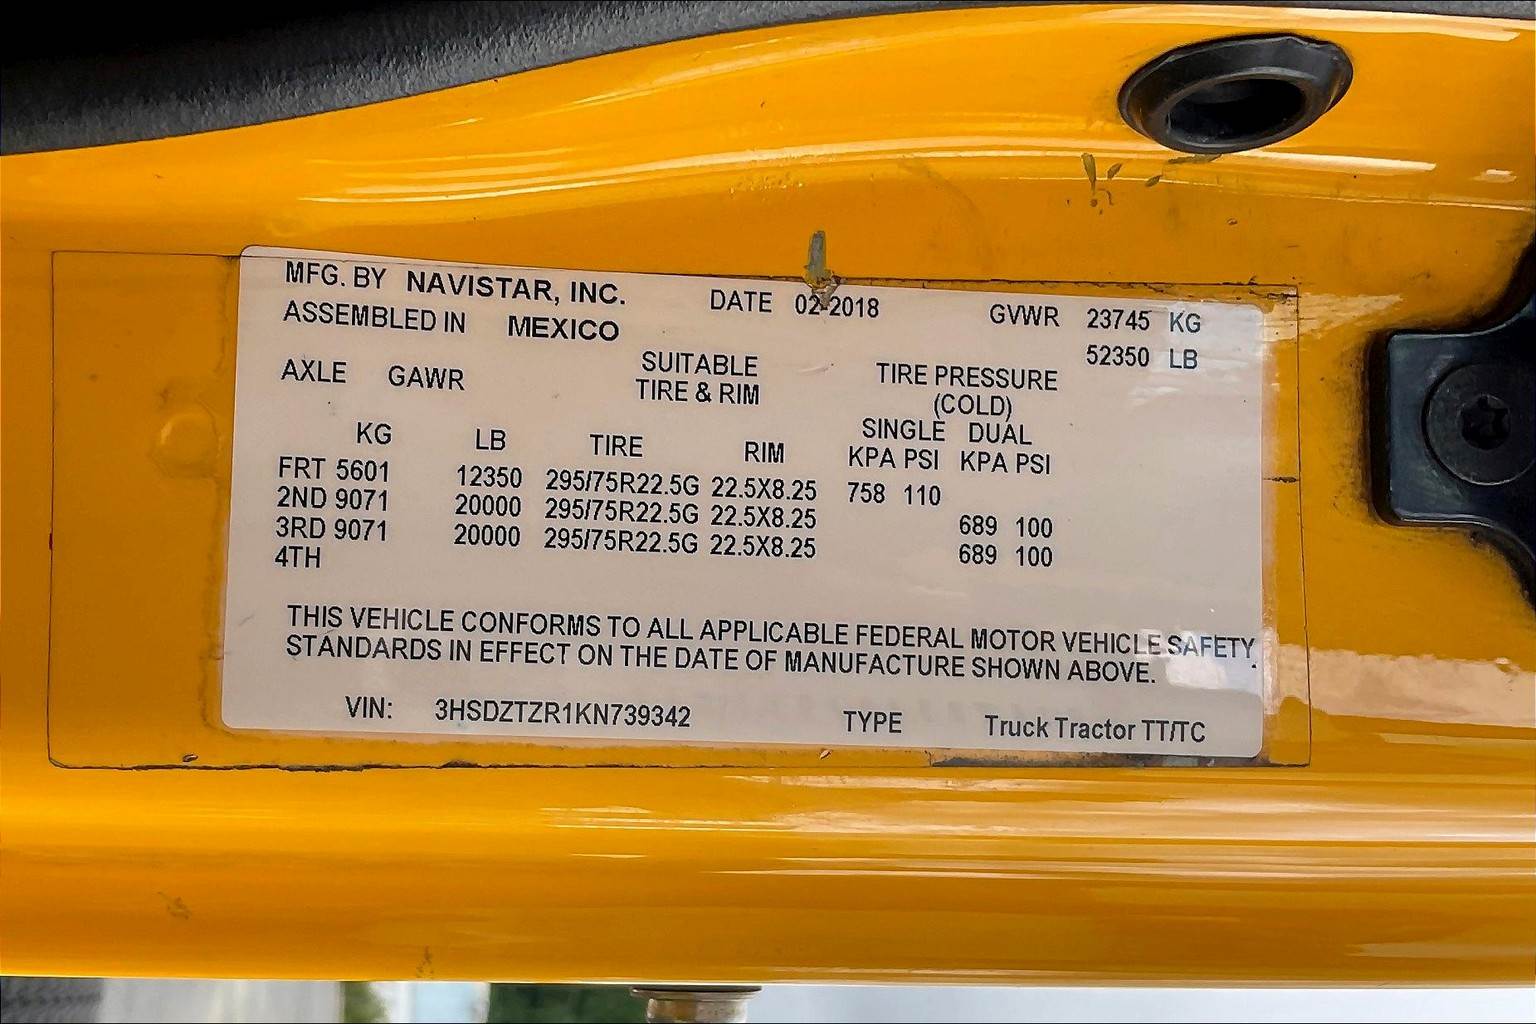 MFG. BY NAVISTAR, INC. DATE 02-2018 GVWR 23745 KG
ASSEMBLED IN MEXICO 52350 LB
AXLE GAWR SUITABLE TIRE PRESSURE
TIRE & RIM (COLD)
SINGLE DUAL
KG LB TIRE RIM KPA PSI KPA PSI
FRT 5601 12350 295/75R22.5G 22.5X8.25 758 110
2ND 9071 20000 295/75R22.5G 22.5X8.25 689 100
3RD 9071 20000 295/75R22.5G 22.5X8.25 689 100
4TH
THIS VEHICLE CONFORMS TO ALL APPLICABLE FEDERAL MOTOR VEHICLE SAFETY
STANDARDS IN EFFECT ON THE DATE OF MANUFACTURE SHOWN ABOVE.
VIN: 3HSDZTZR1KN739342 TYPE Truck Tractor TT/TC